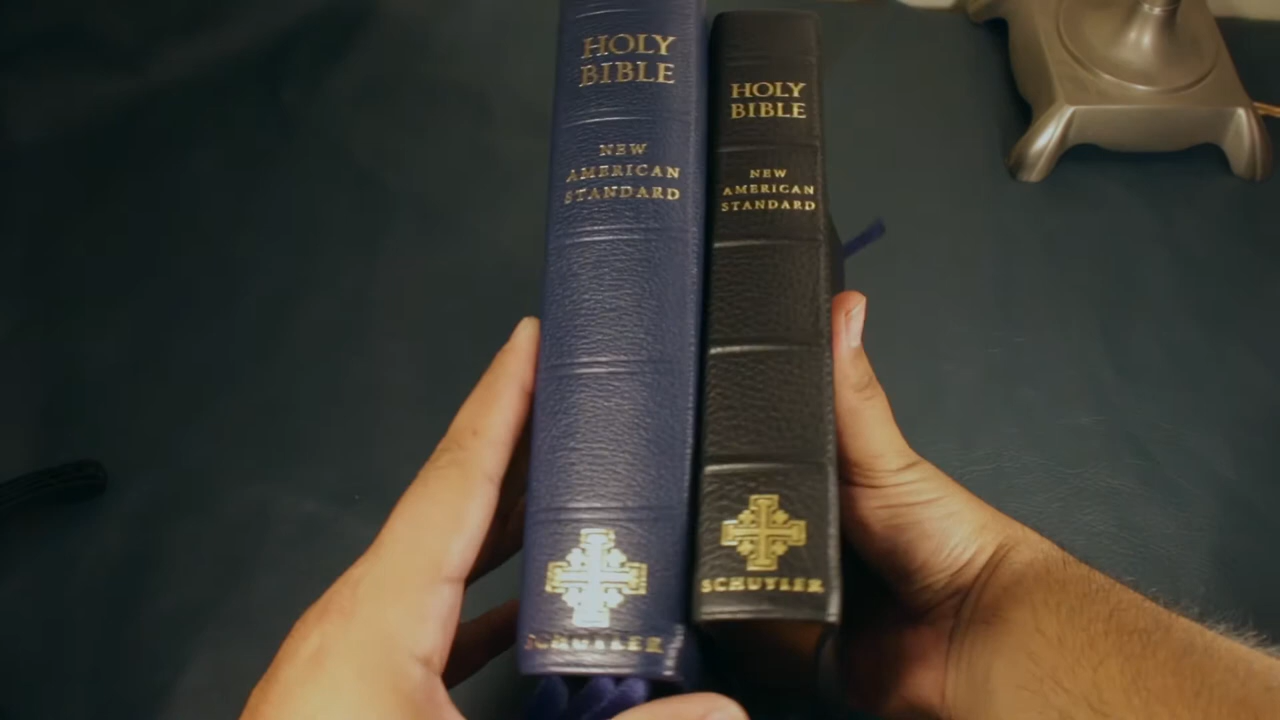 HOLY
BIBLE
NEW
AMERICAN
STANDARD
SCHUYLER
HOLY
BIBLE
NEW
AMERICAN
STANDARD
SCHUYLER